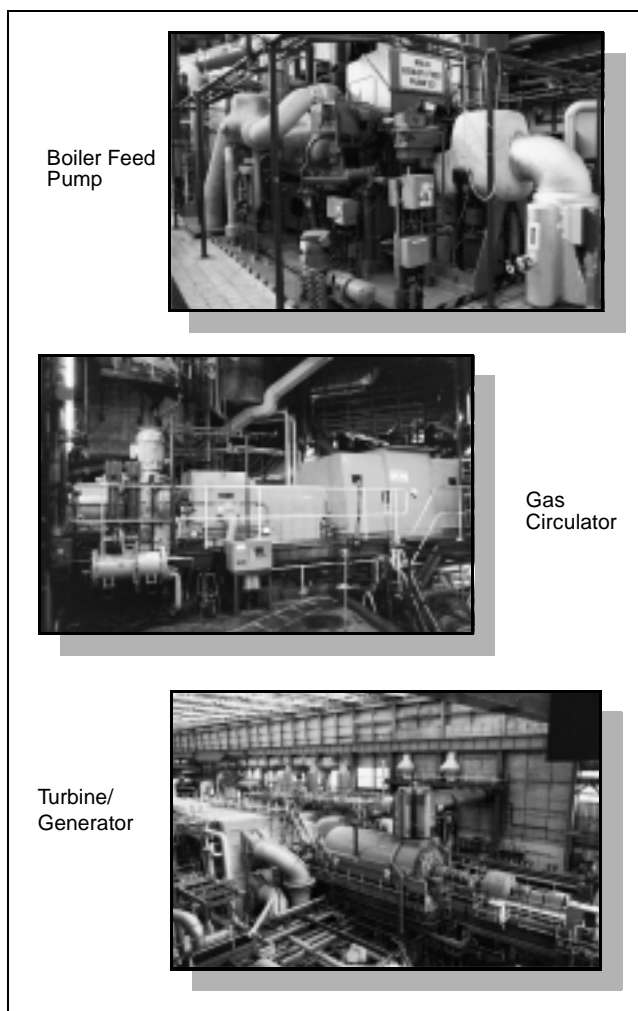 Boiler Feed
Pump
Gas
Circulator
Turbine/
Generator